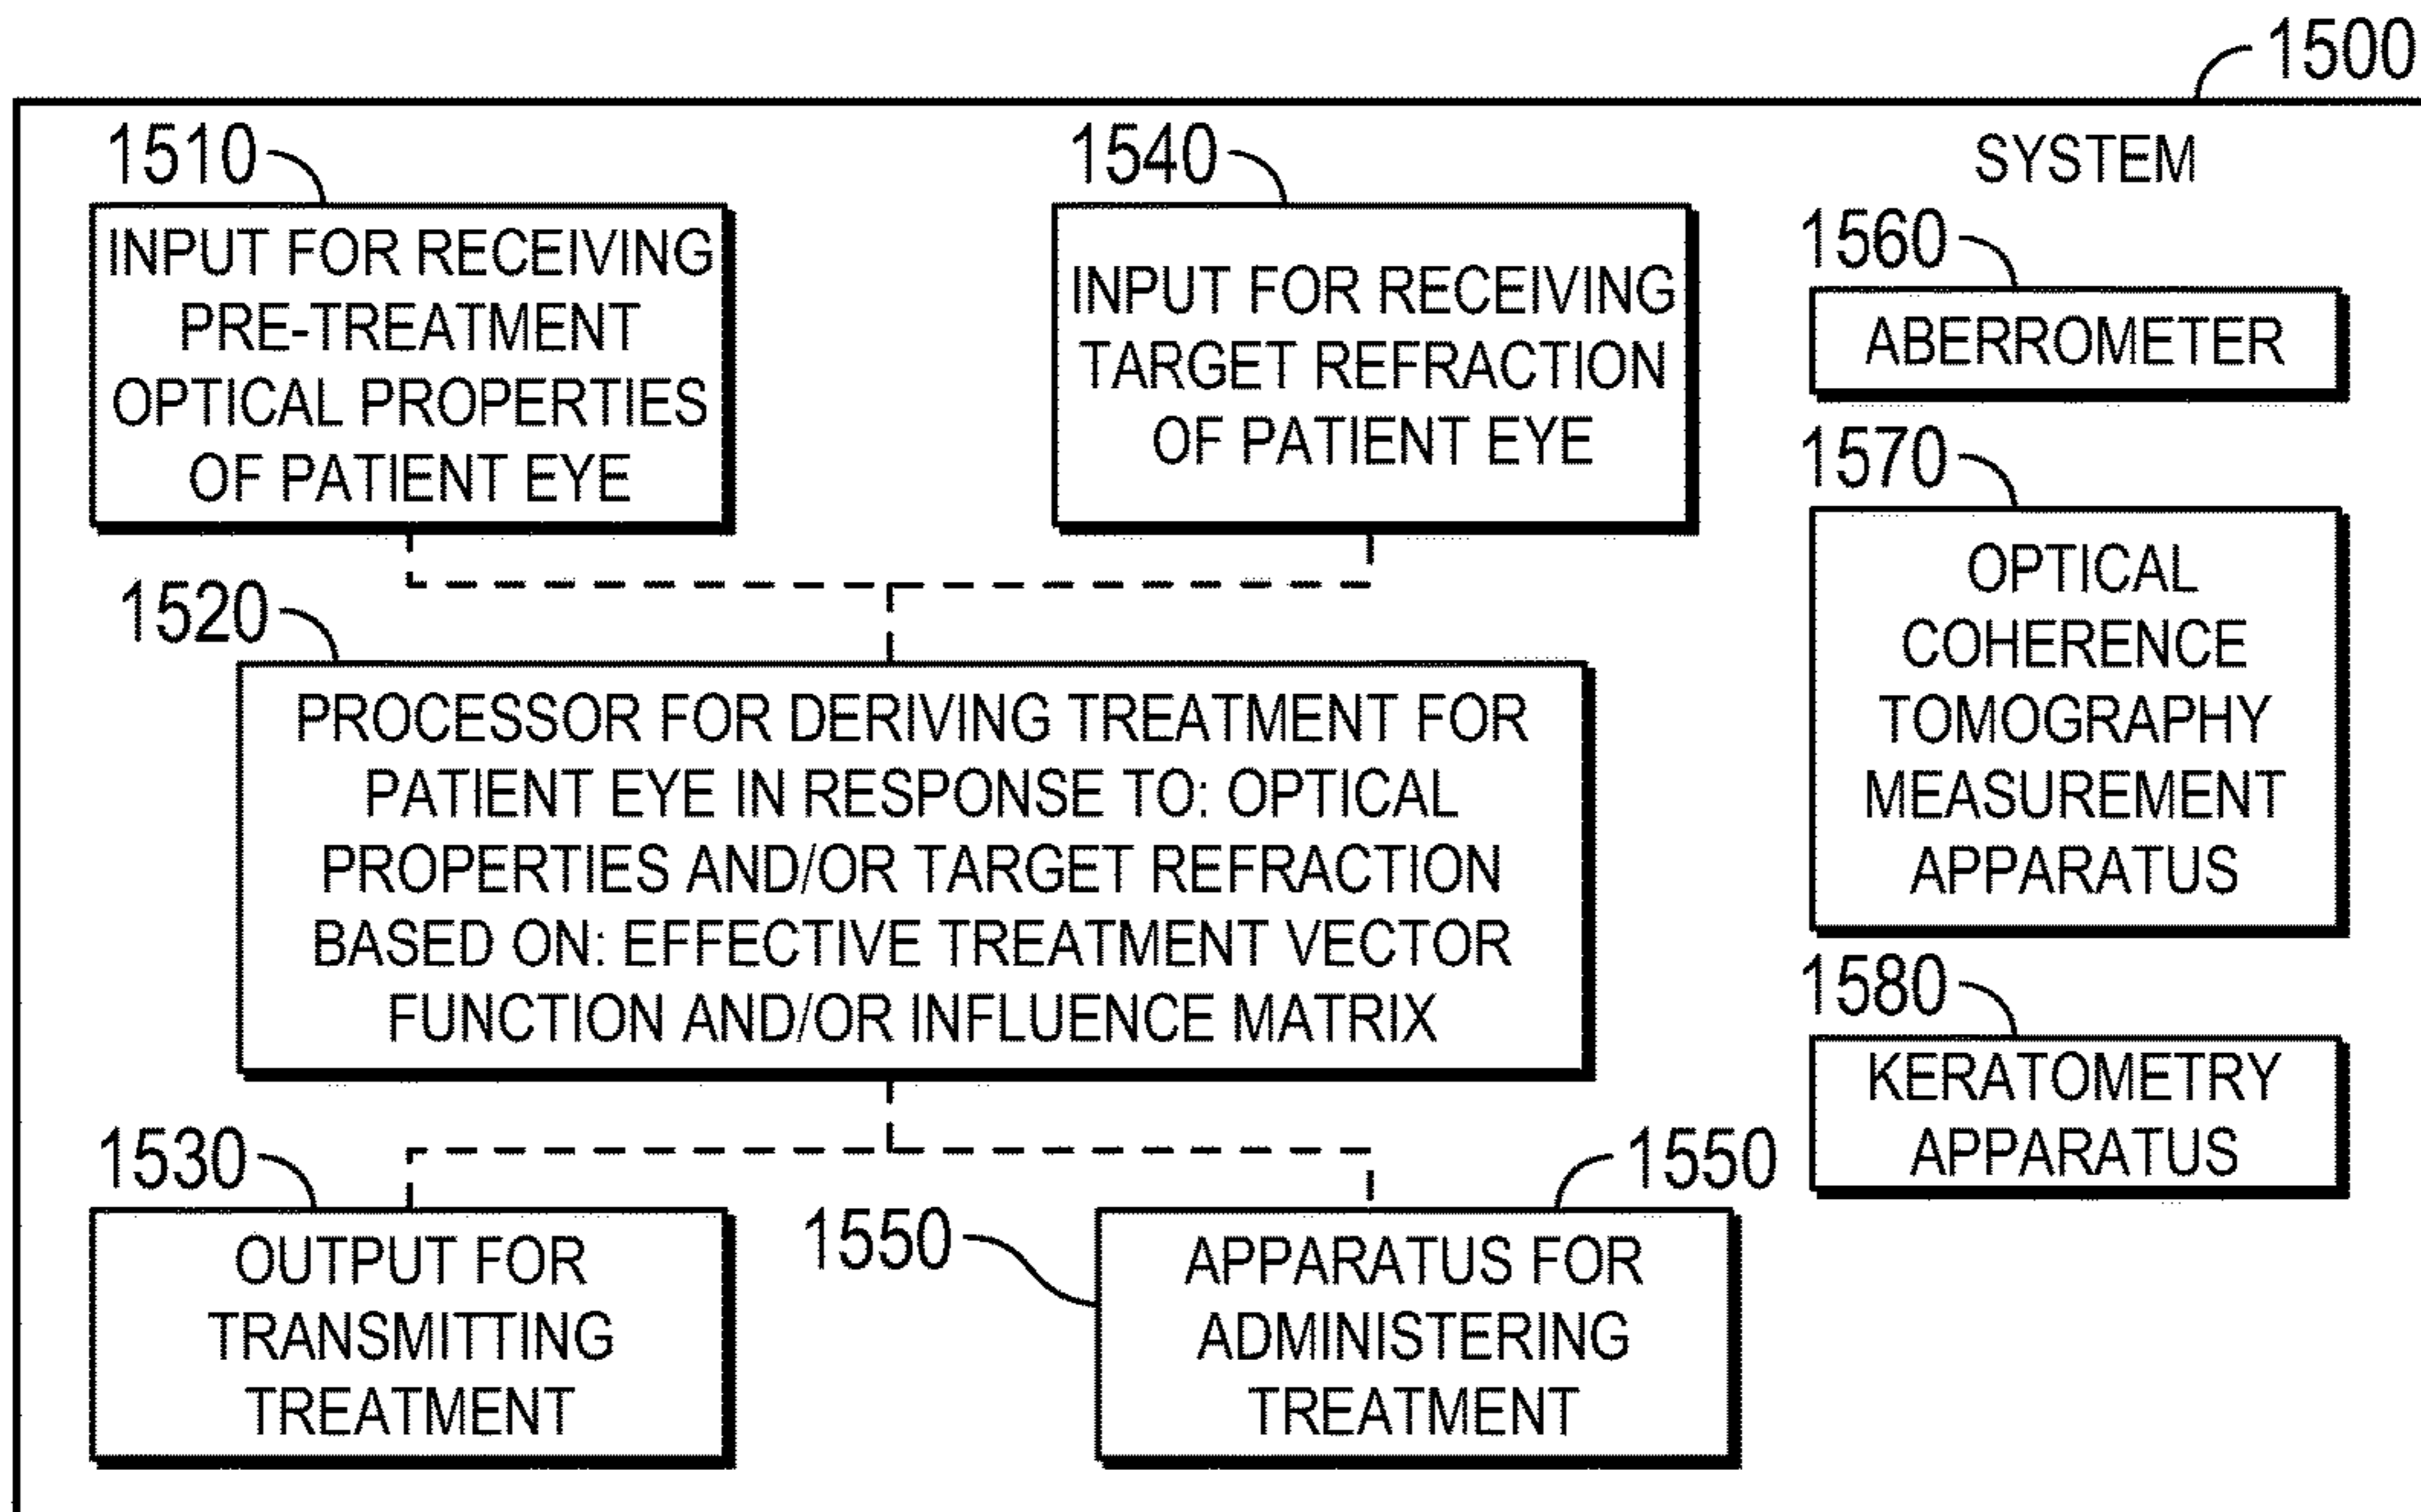 1500
SYSTEM
1510
INPUT FOR RECEIVING
PRE-TREATMENT
OPTICAL PROPERTIES
OF PATIENT EYE
1540
INPUT FOR RECEIVING
TARGET REFRACTION
OF PATIENT EYE
1560
ABERROMETER
1570
OPTICAL
COHERENCE
TOMOGRAPHY
MEASUREMENT
APPARATUS
1580
KERATOMETRY
APPARATUS
1520
PROCESSOR FOR DERIVING TREATMENT FOR
PATIENT EYE IN RESPONSE TO: OPTICAL
PROPERTIES AND/OR TARGET REFRACTION
BASED ON: EFFECTIVE TREATMENT VECTOR
FUNCTION AND/OR INFLUENCE MATRIX
1530
OUTPUT FOR
TRANSMITTING
TREATMENT
1550
1550
APPARATUS FOR
ADMINISTERING
TREATMENT